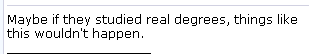 Maybe if they studied real degrees, things like
this wouldn't happen.